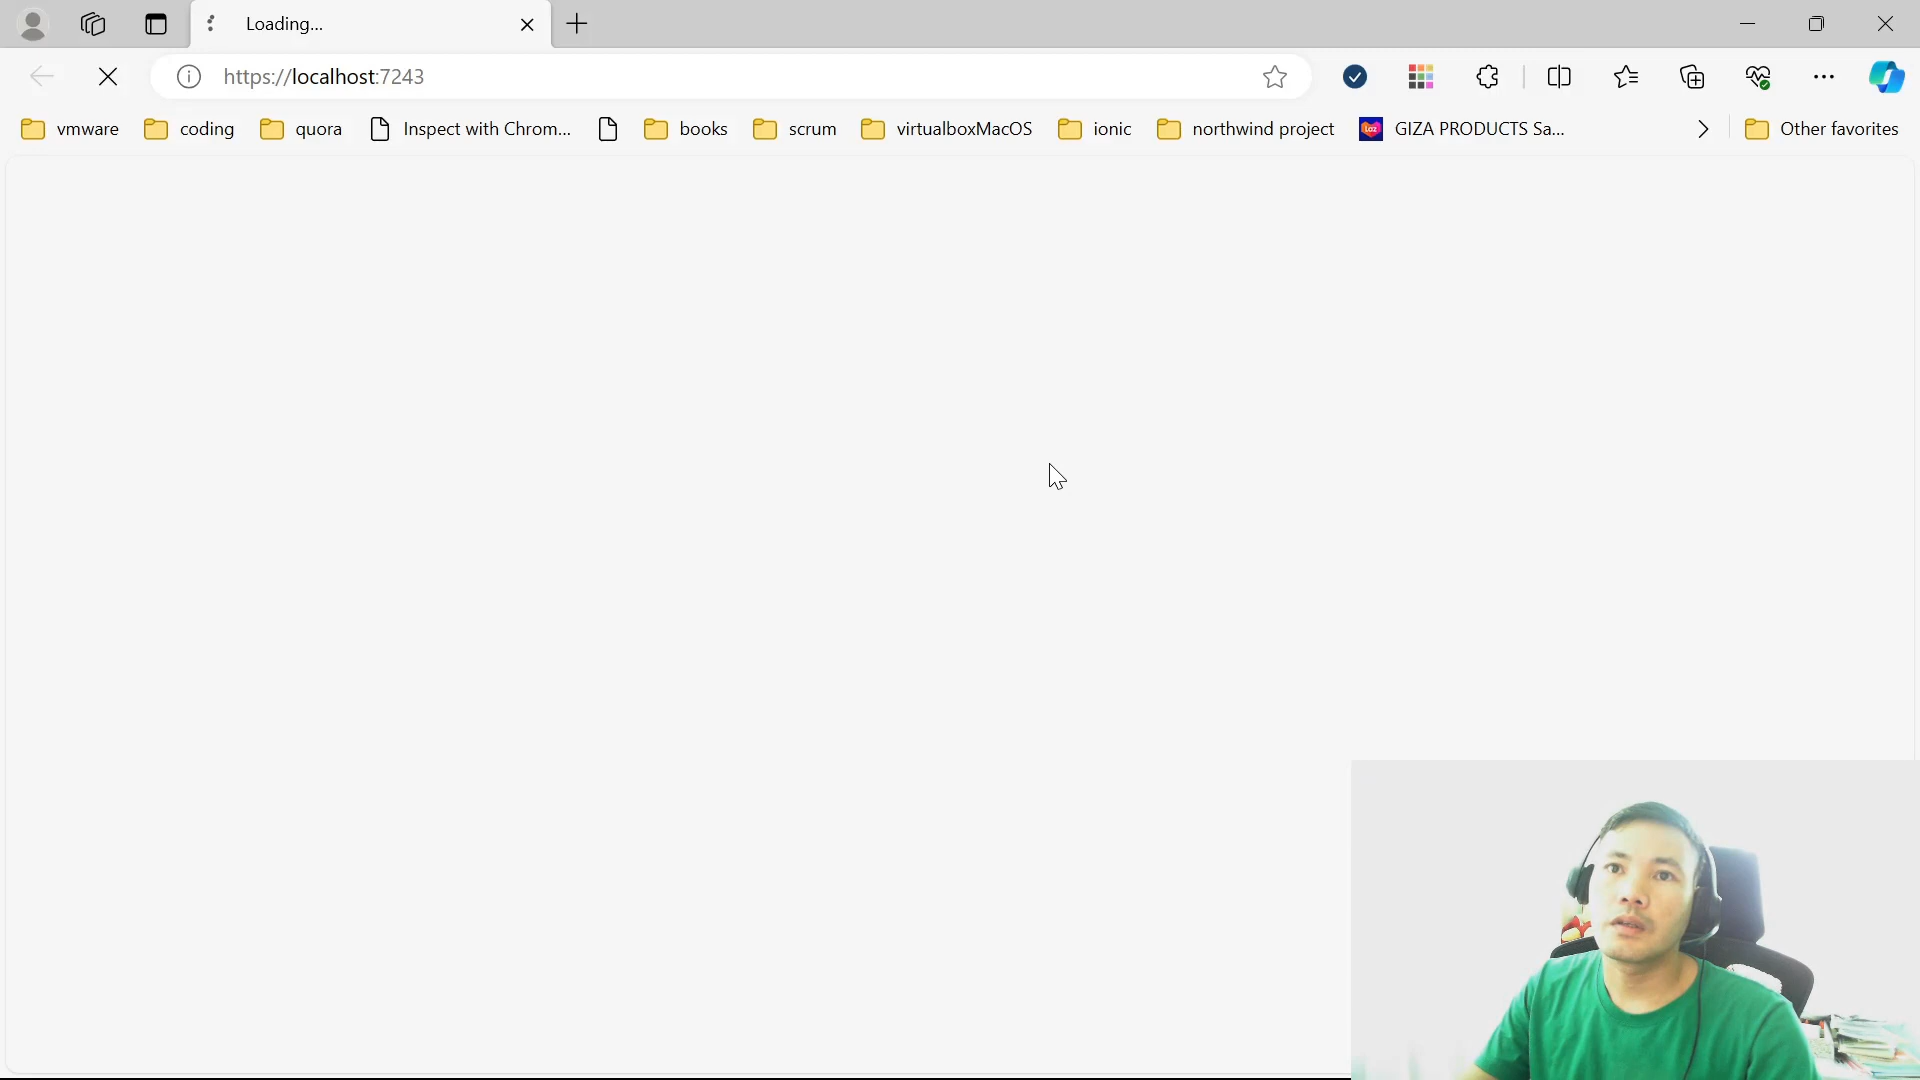 Loading...
https://localhost:7243
vmware
coding
quora
Inspect with Chrom...
books
scrum
virtualboxMacOS
ionic
northwind project
Laz
GIZA PRODUCTS Sa...
Other favorites